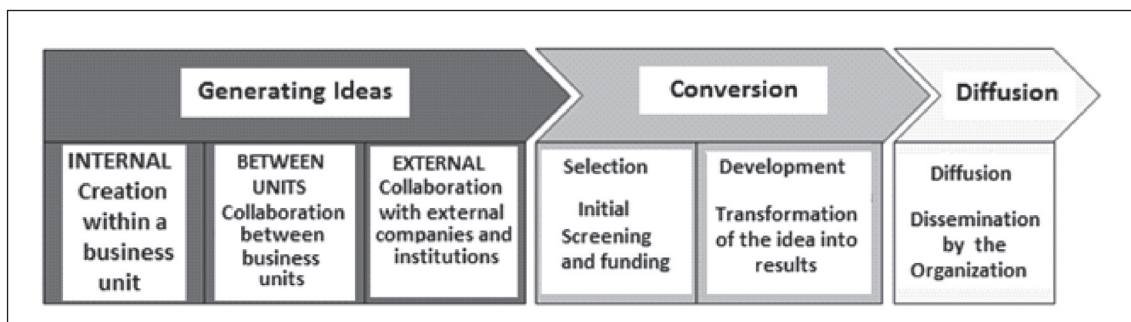 Generating Ideas
Conversion
Diffusion
INTERNAL
Creation
within a
business
unit
BETWEEN
UNITS
Collaboration
between
business
units
EXTERNAL
Collaboration
with external
companies and
institutions
Selection
Initial
Screening
and funding
Development
Transformation
of the idea into
results
Diffusion
Dissemination
by the
Organization